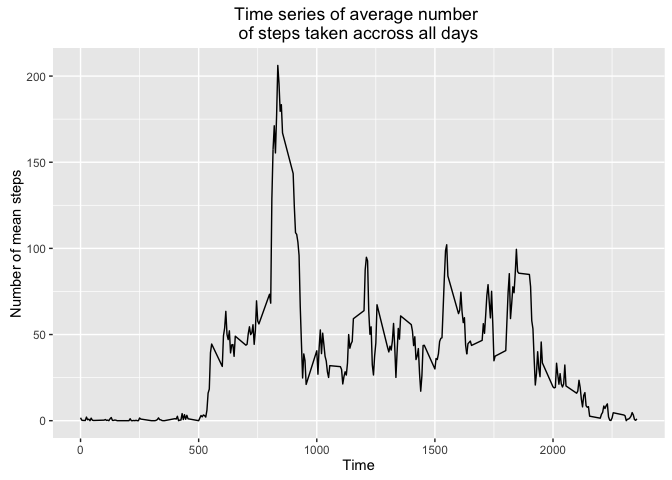 Time series of average number
of steps taken accross all days
Number of mean steps
200
150
100
50
0
0
500
1000
1500
2000
Time